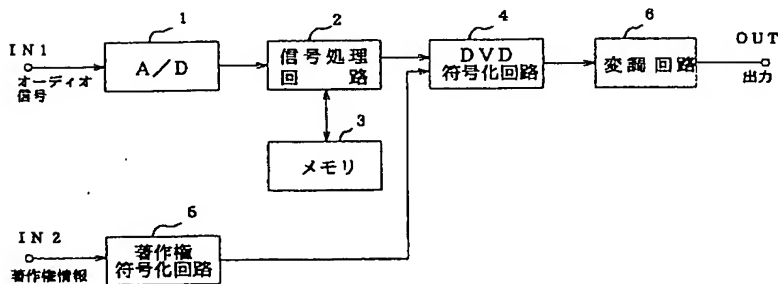 IN1
オーディオ
信号
1
A/D
2
信号処理
回路
3
メモリ
4
DVD
符号化回路
6
変調回路
OUT
出力
IN2
著作権情報
5
著作権
符号化回路